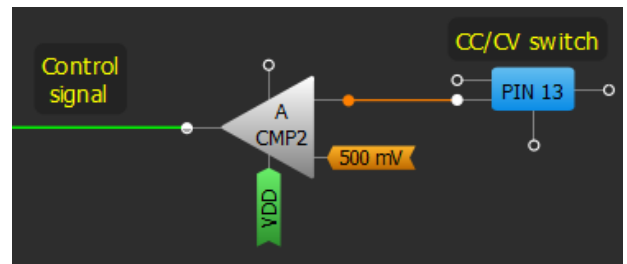 CC/CV switch
Control
signal
PIN 13
A
CMP2
500 mV
VDD